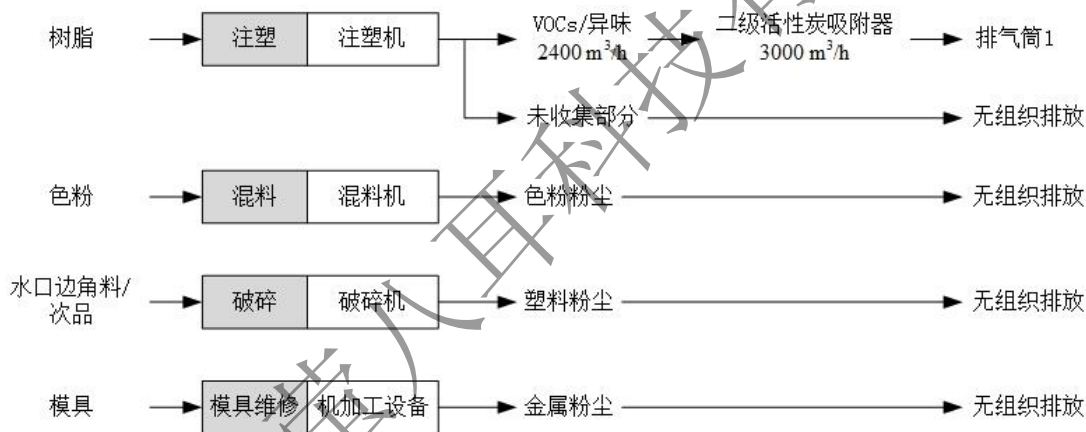 树脂 注塑 注塑机 VOCs/异味 二级活性炭吸附器 排气筒1
2400 m³/h 3000 m³/h
未收集部分 无组织排放
色粉 混料 混料机 色粉粉尘 无组织排放
水口边角料/
次品 破碎 破碎机 塑料粉尘 无组织排放
模具 模具维修 机加工设备 金属粉尘 无组织排放
人耳科技